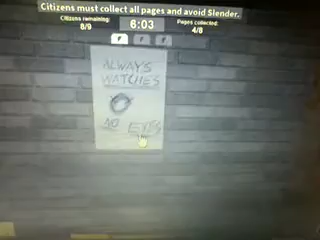 Citizens must collect all pages and avoid Slender.
Citizens remaining:
8/9
6:03
Pages collected:
4/8
ALWAYS
WATCHES
NO EYES